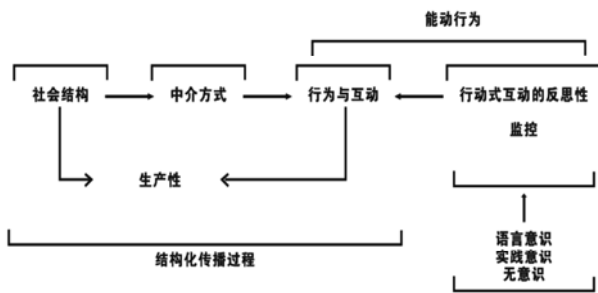 能动行为
社会结构
中介方式
行为与互动
行动式互动的反思性
监控
生产性
结构化传播过程
语言意识
实践意识
无意识